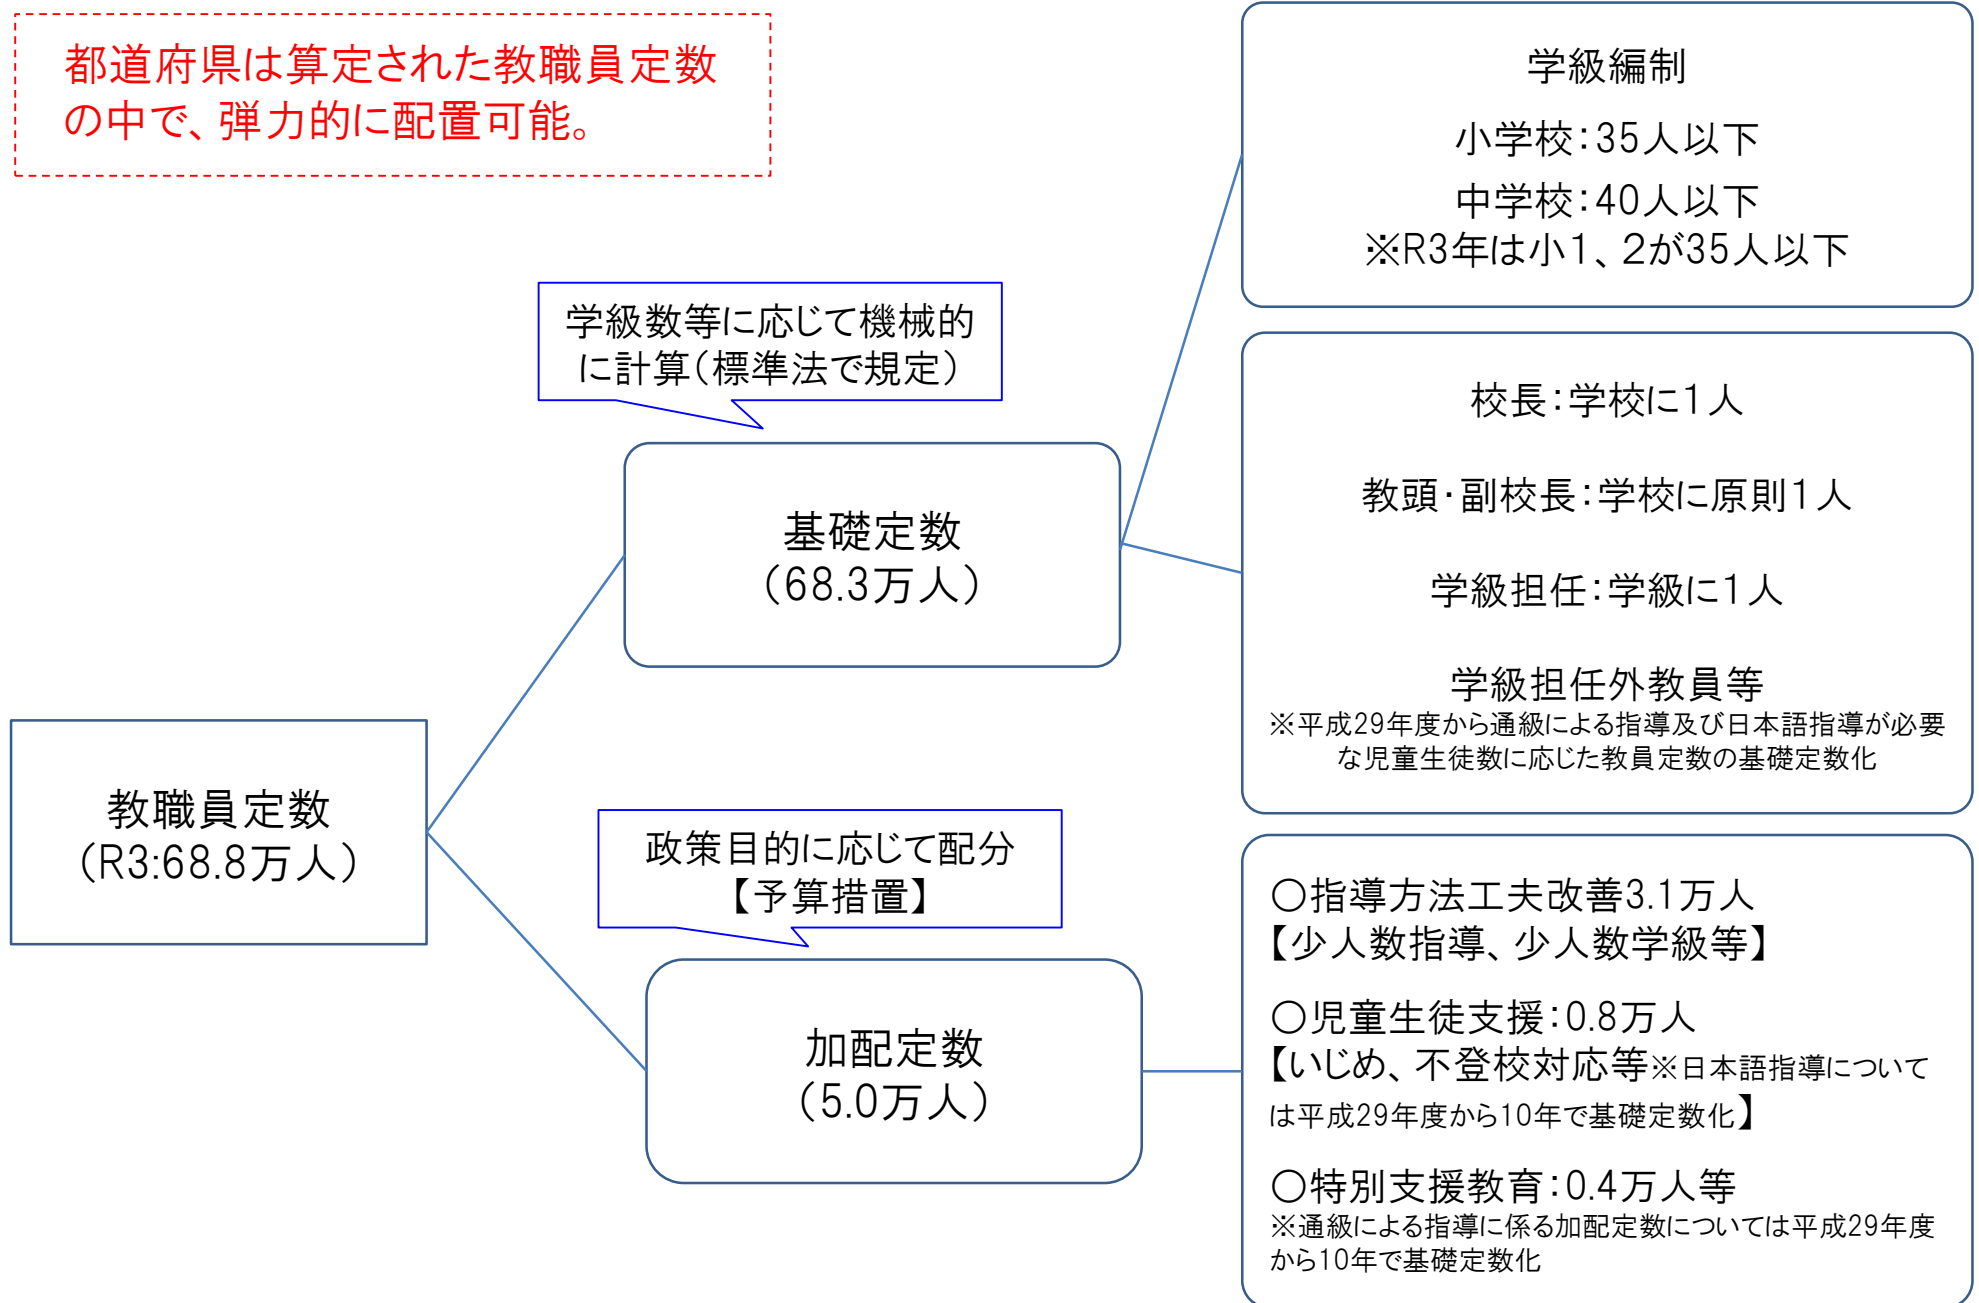 都道府県は算定された教職員定数
の中で、弾力的に配置可能。
学級数等に応じて機械的
に計算（標準法で規定）
教職員定数
（R3:68.8万人）
基礎定数
（68.3万人）
政策目的に応じて配分
【予算措置】
加配定数
（5.0万人）
学級編制
小学校：35人以下
中学校：40人以下
※R3年は小１、２が35人以下
校長：学校に１人
教頭・副校長：学校に原則１人
学級担任：学級に１人
学級担任外教員等
※平成29年度から通級による指導及び日本語指導が必要
な児童生徒数に応じた教員定数の基礎定数化
○指導方法工夫改善3.1万人
【少人数指導、少人数学級等】
○児童生徒支援：0.8万人
【いじめ、不登校対応等※日本語指導について
は平成29年度から10年で基礎定数化】
○特別支援教育：0.4万人等
※通級による指導に係る加配定数については平成29年度
から10年で基礎定数化